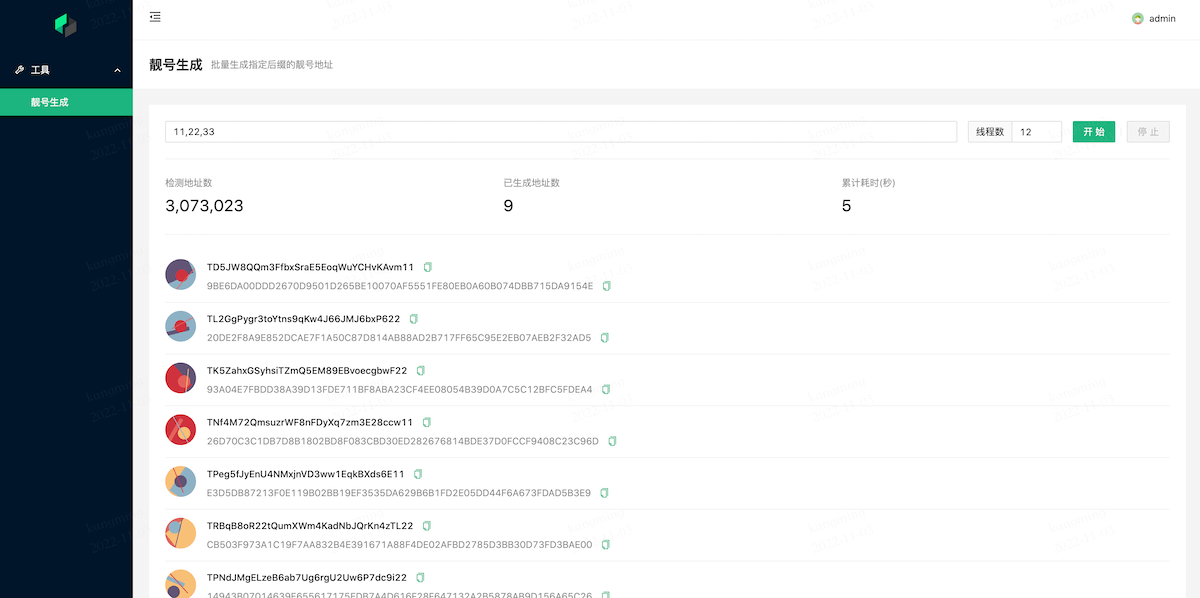 admin
工具
靓号生成
靓号生成 批量生成指定后缀的靓号地址
11,22,33 线程数 12 开 始 停 止
检测地址数 已生成地址数 累计耗时(秒)
3,073,023 9 5
TD5JW8QQm3FfbxSraE5EoqWuYCHvKAvm11
9BE6DA00DDD2670D9501D265BE10070AF5551FE80EB0A60B074DBB715DA9154E
TL2GgPygr3toYtns9qKw4J66JMJ6bxP622
20DE2F8A9E852DCAE7F1A50C87D814AB88AD2B717FF65C95E2EB07AEB2F32AD5
TK5ZahxGSyhsiTZmQ5EM89EBvoecgbwF22
93A04E7FBDD38A39D13FDE711BF8ABA23CF4EE08054B39D0A7C5C12BFC5FDEA4
TNf4M72QmsuzrWF8nFDyXq7zm3E28ccw11
26D70C3C1DB7D8B1802BD8F083CBD30ED282676814BDE37D0FCCF9408C23C96D
TPeg5fJyEnU4NMxjnVD3ww1EqkBXds6E11
E3D5DB87213F0E119B02BB19EF3535DA629B6B1FD2E05DD44F6A673FDAD5B3E9
TRBqB8oR22tQumXWm4KadNbJQrKn4zTL22
CB503F973A1C19F7AA832B4E391671A88F4DE02AFBD2785D3BB30D73FD3BAE00
TPNdJMgELzeB6ab7Ug6rgU2Uw6P7dc9i22